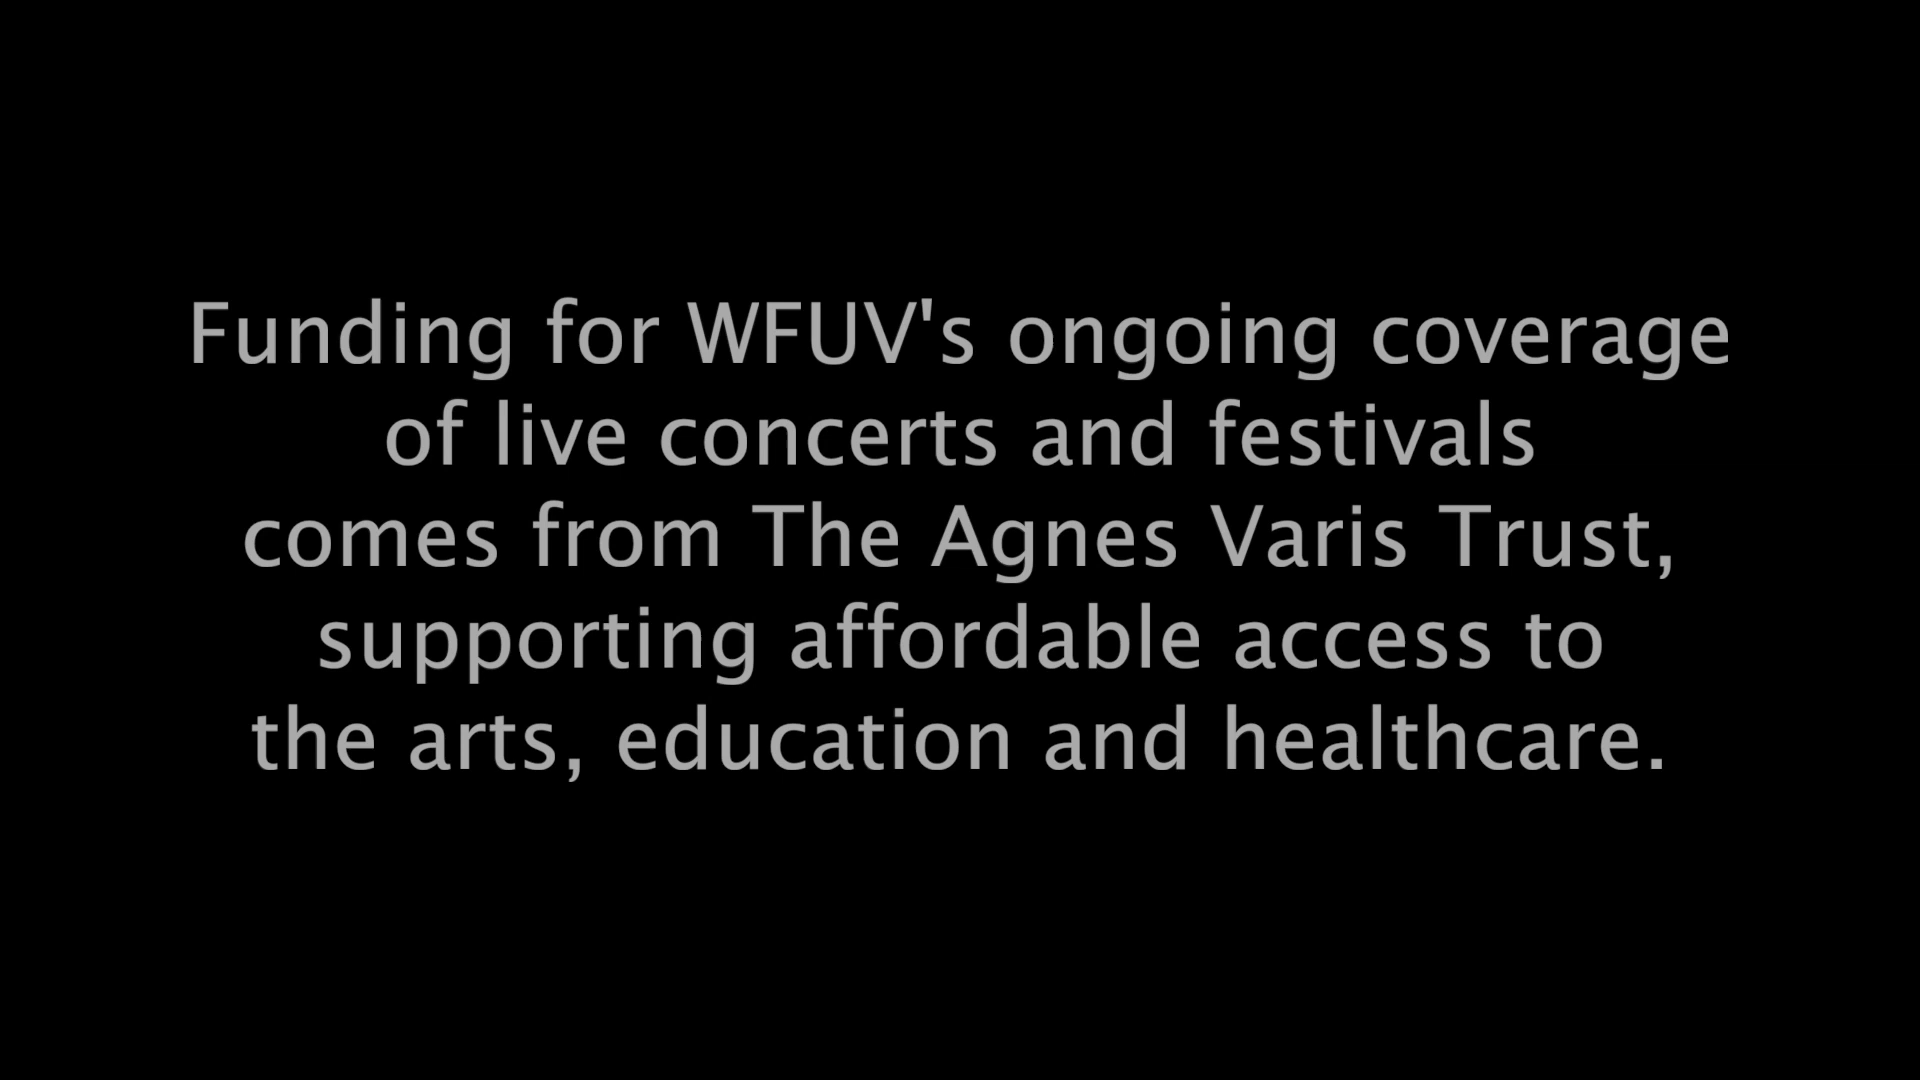 Funding for WFUV's ongoing coverage
of live concerts and festivals
comes from The Agnes Varis Trust,
supporting affordable access to
the arts, education and healthcare.